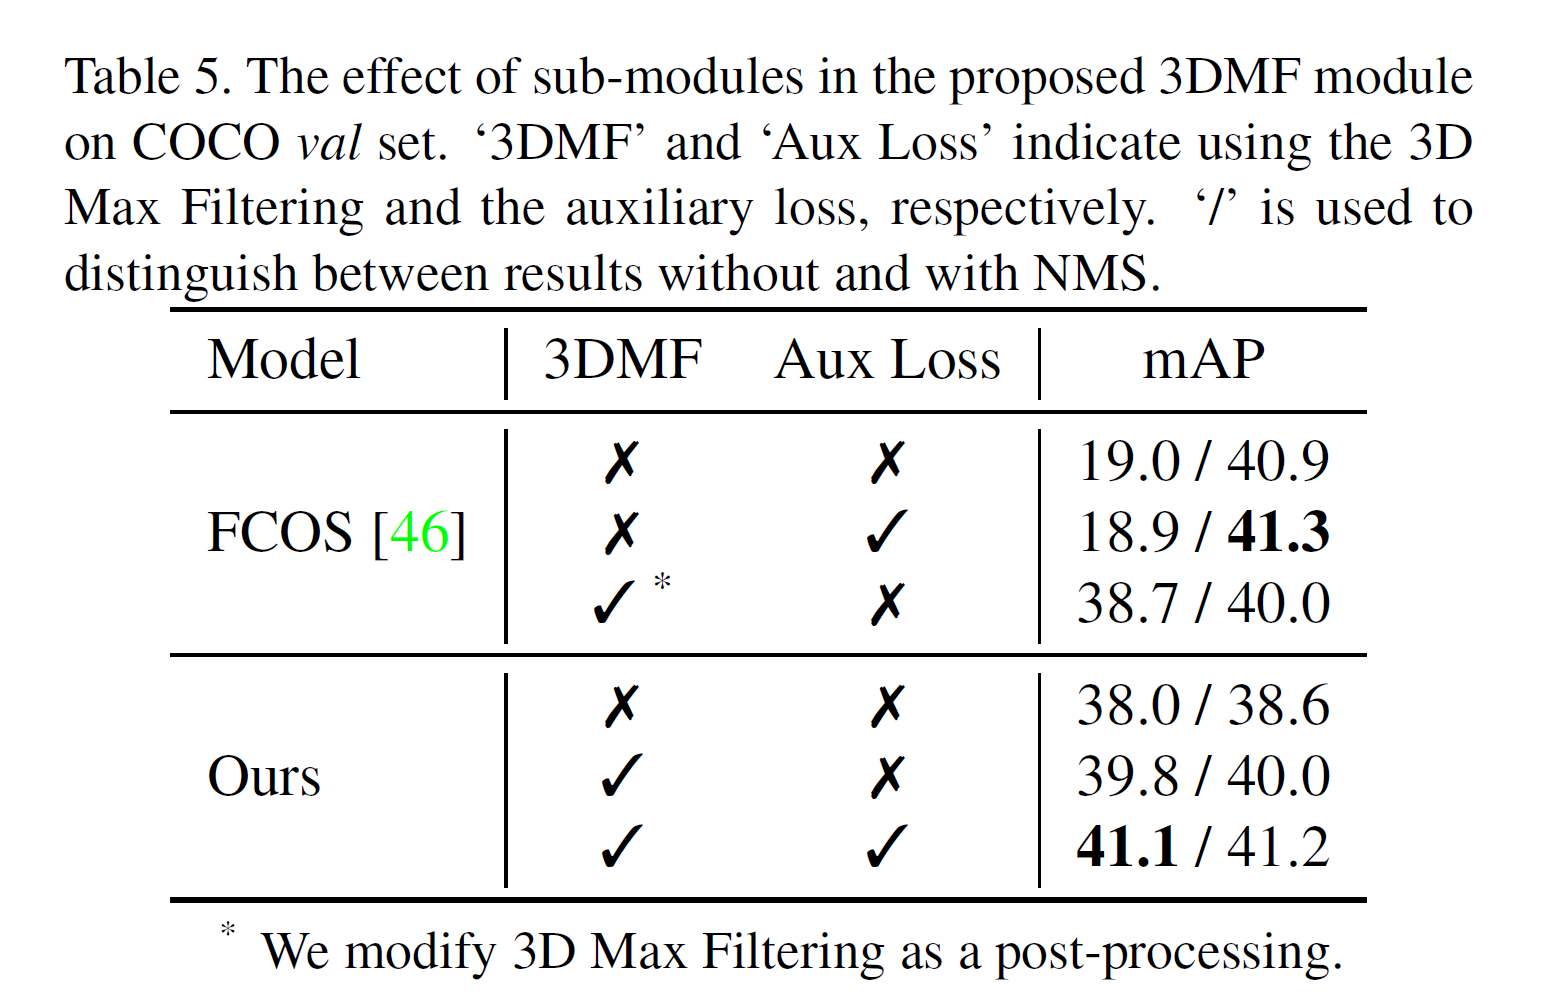 Table 5. The effect of sub-modules in the proposed 3DMF module
on COCO val set. ‘3DMF’ and ‘Aux Loss’ indicate using the 3D
Max Filtering and the auxiliary loss, respectively. ‘/’ is used to
distinguish between results without and with NMS.
Model 3DMF Aux Loss mAP
✗ ✗ 19.0 / 40.9
FCOS [46] ✗ ✓ 18.9 / 41.3
✓* ✗ 38.7 / 40.0
✗ ✗ 38.0 / 38.6
Ours ✓ ✗ 39.8 / 40.0
✓ ✓ 41.1 / 41.2
* We modify 3D Max Filtering as a post-processing.